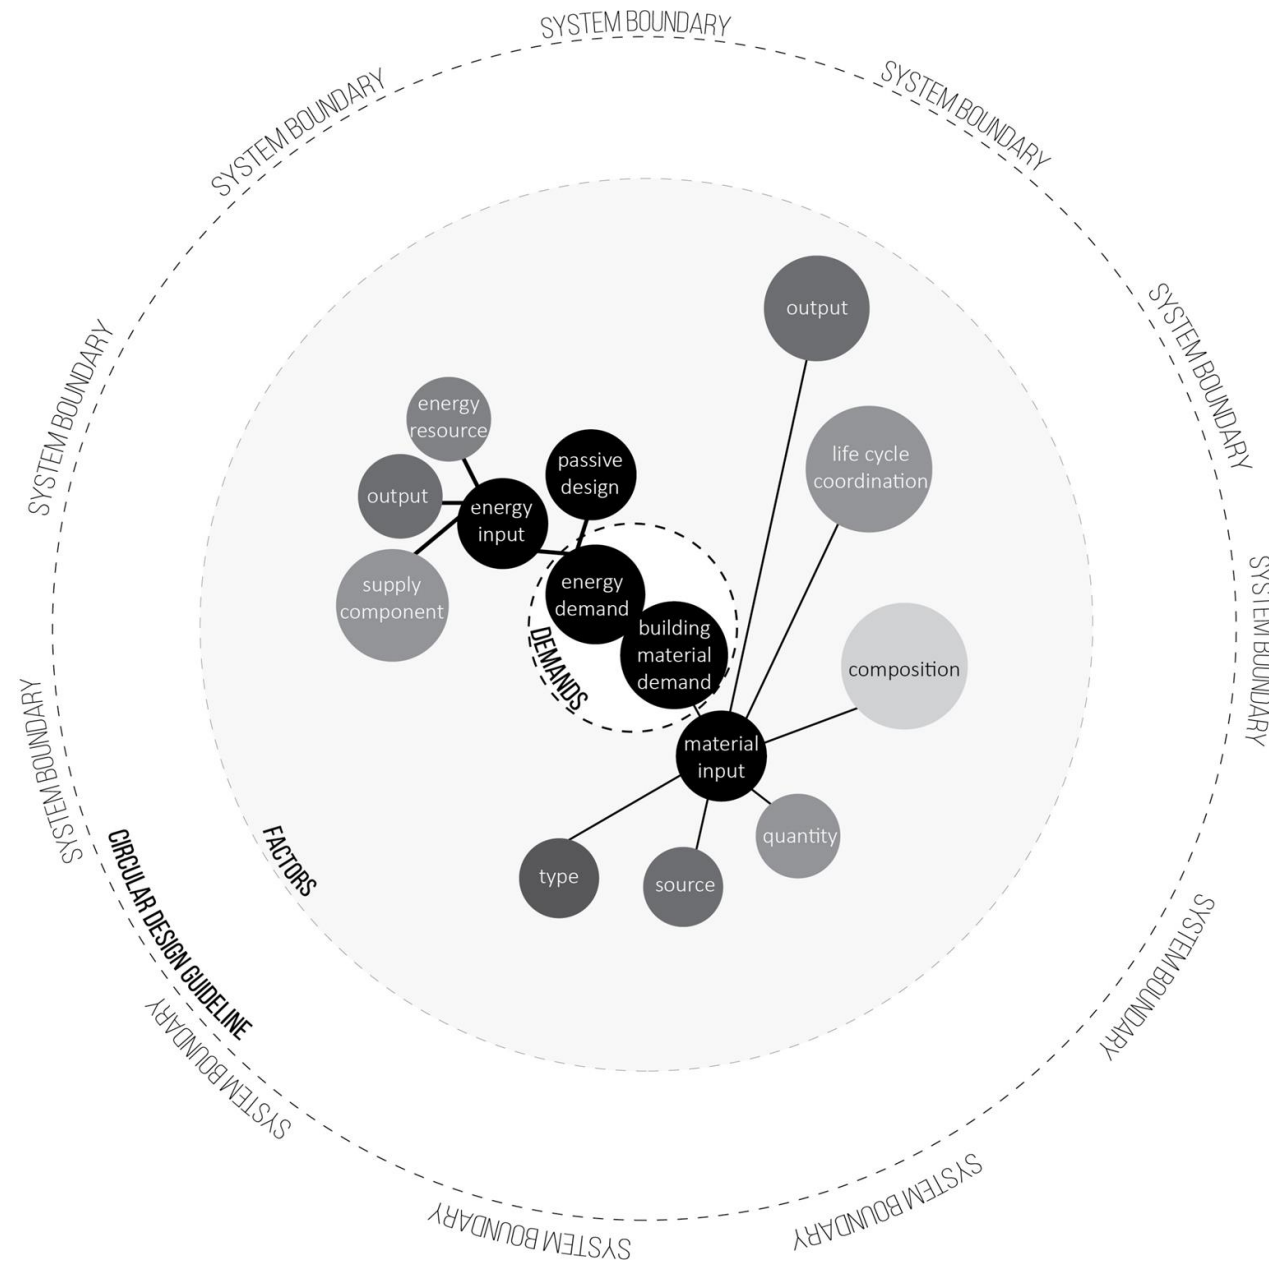 SYSTEM BOUNDARY
SYSTEM BOUNDARY
SYSTEM BOUNDARY
SYSTEM BOUNDARY
SYSTEM BOUNDARY
SYSTEM BOUNDARY
SYSTEM BOUNDARY
SYSTEM BOUNDARY
SYSTEM BOUNDARY
SYSTEM BOUNDARY
SYSTEM BOUNDARY
CIRCULAR DESIGN GUIDELINE
FACTORS
DEMANDS
output
life cycle
coordination
composition
energy
resource
output
supply
component
energy
input
passive
design
energy
demand
building
material
demand
material
input
quantity
source
type